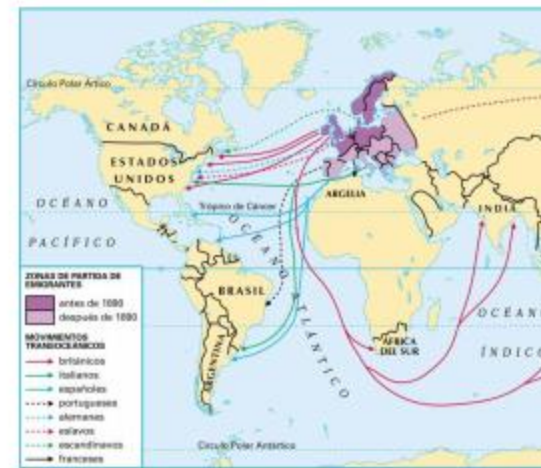 Círculo Polar Ártico
CANADÁ
ESTADOS
UNIDOS
OCÉANO
PACÍFICO
Trópico de Cáncer
OCÉANO ATLÁNTICO
ARGELIA
INDIA
BRASIL
ARGENTINA
ÁFRICA
DEL SUR
OCÉAN
ÍNDICO
Círculo Polar Antártico
ZONAS DE PARTIDA DE
EMIGRANTES
antes de 1880
después de 1880
MOVIMIENTOS
TRANSOCEÁNICOS
británicos
italianos
españoles
portugueses
alemanes
eslavos
escandinavos
franceses